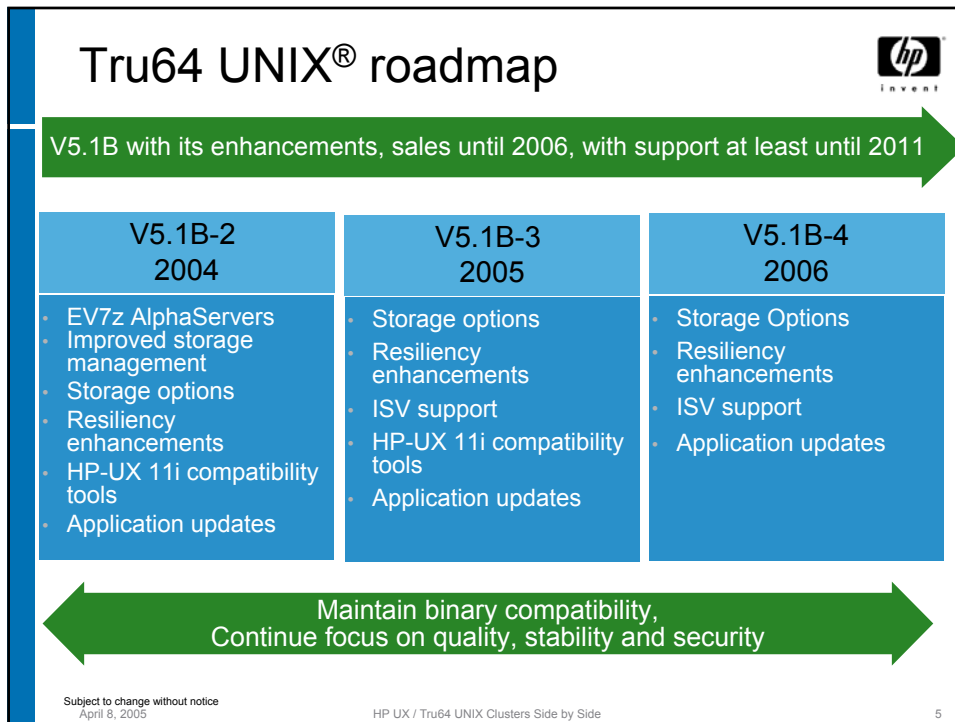 Tru64 UNIX® roadmap
hp
invent
V5.1B with its enhancements, sales until 2006, with support at least until 2011
V5.1B-2
2004
• EV7z AlphaServers
• Improved storage
management
• Storage options
• Resiliency
enhancements
• HP-UX 11i compatibility
tools
• Application updates
V5.1B-3
2005
• Storage options
• Resiliency
enhancements
• ISV support
• HP-UX 11i compatibility
tools
• Application updates
V5.1B-4
2006
• Storage Options
• Resiliency
enhancements
• ISV support
• Application updates
Maintain binary compatibility,
Continue focus on quality, stability and security
Subject to change without notice
April 8, 2005
HP UX / Tru64 UNIX Clusters Side by Side
5